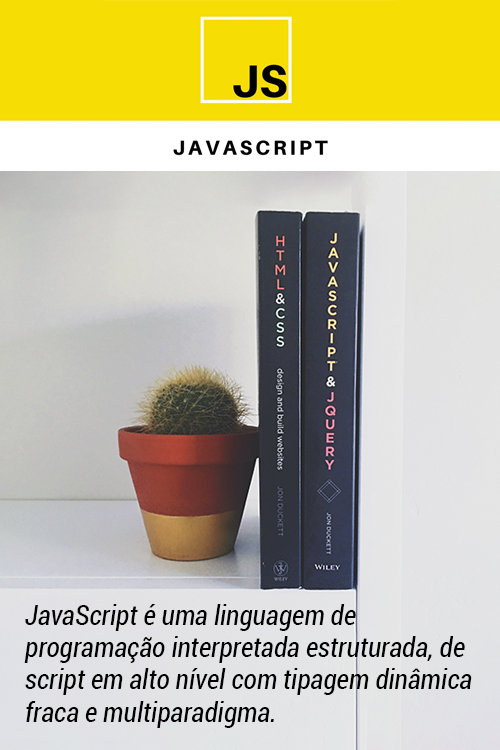 JS
JAVASCRIPT
HTML&CSS
design and build websites
JON DUCKETT
WILEY
JAVASCRIPT & JQUERY
JON DUCKETT
WILEY
JavaScript é uma linguagem de
programação interpretada estruturada, de
script em alto nível com tipagem dinâmica
fraca e multiparadigma.